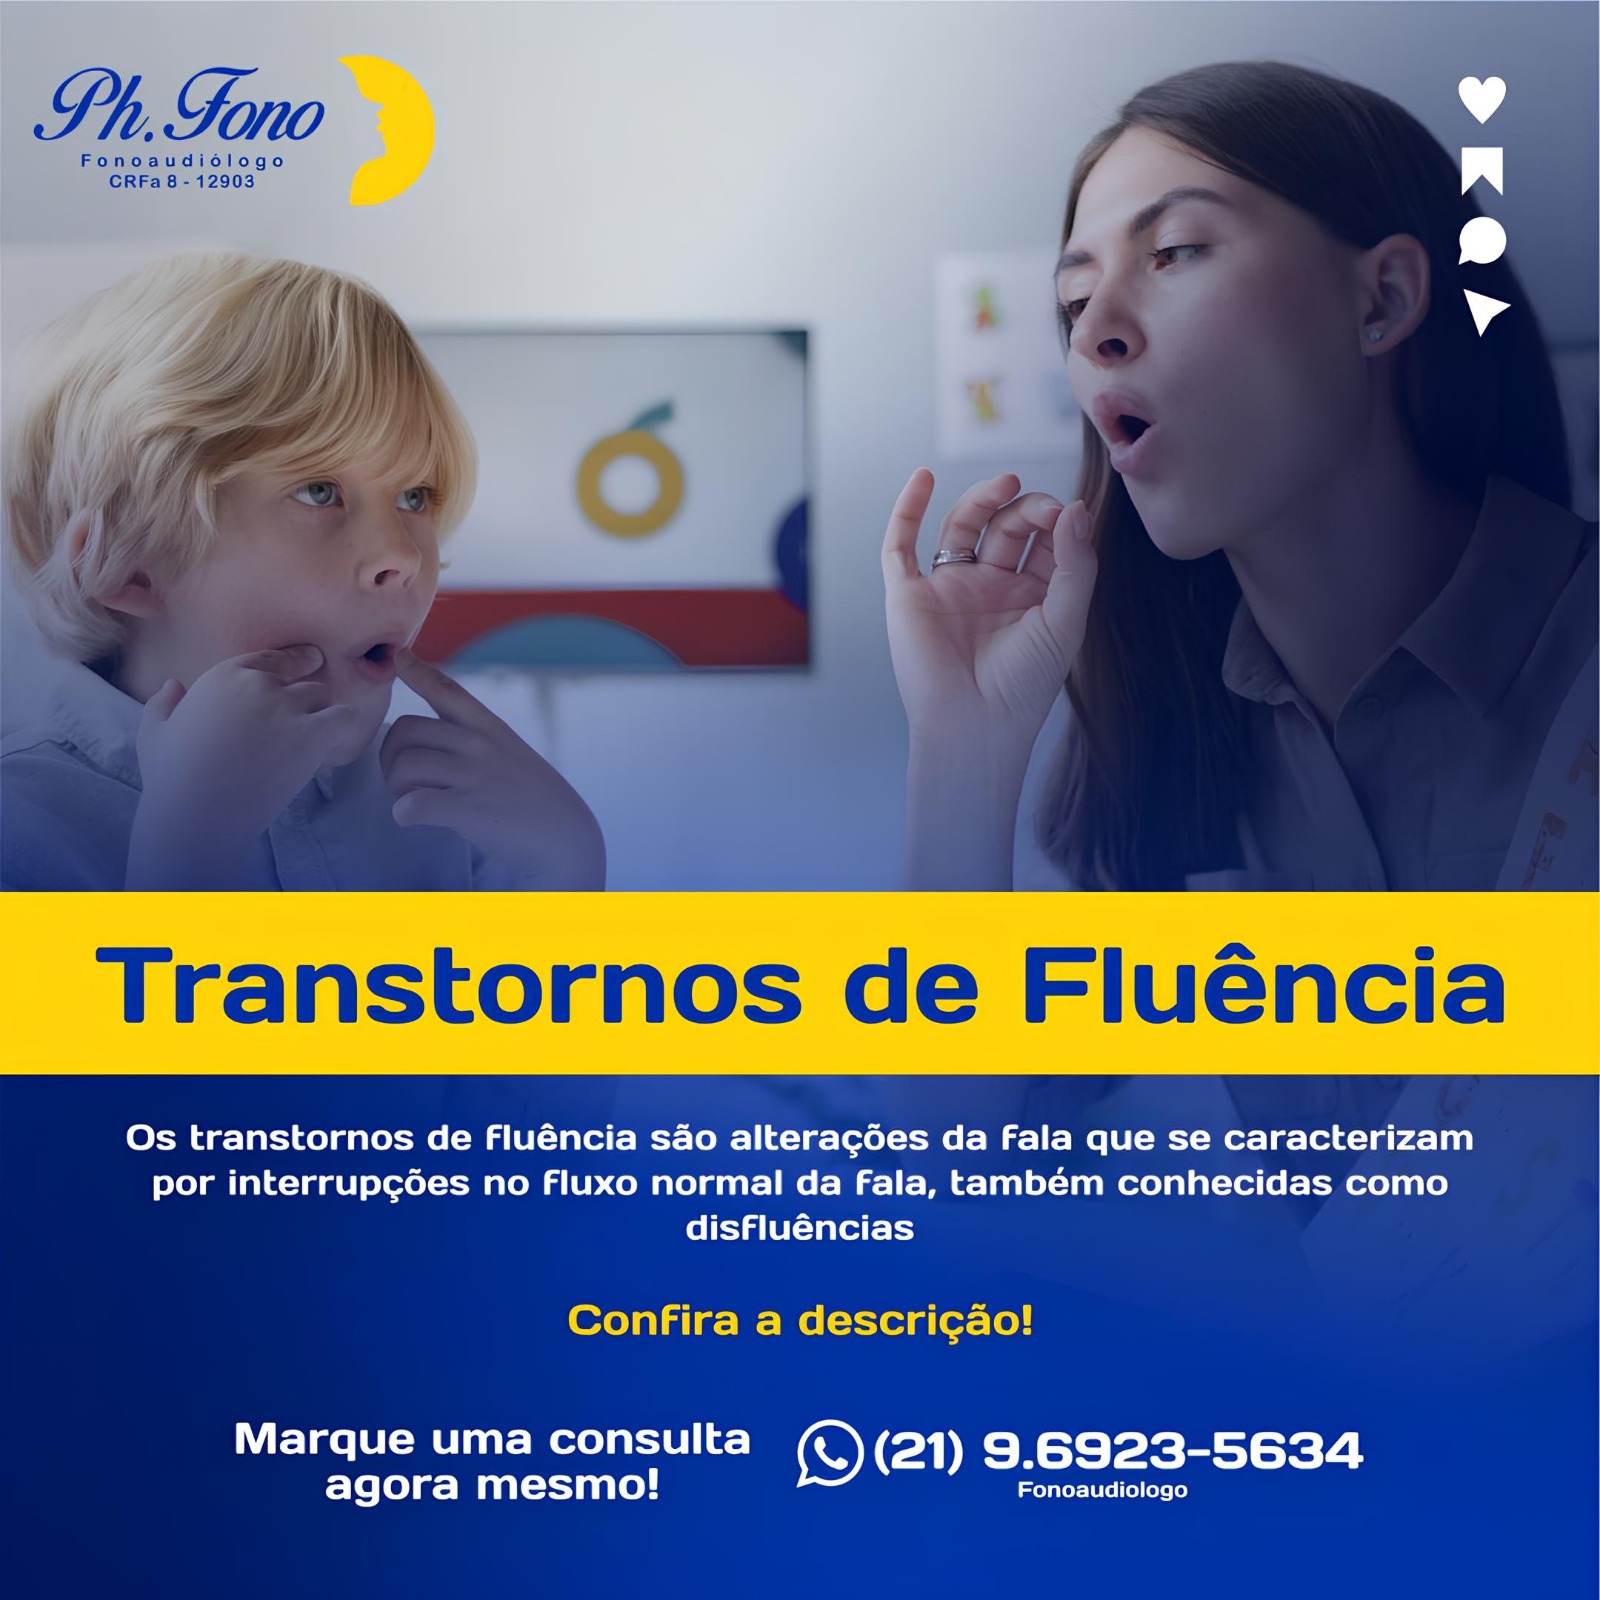 Ph. Fono
Fonoaudiólogo
CRFa 8 - 12903
Transtornos de Fluência
Os transtornos de fluência são alterações da fala que se caracterizam
por interrupções no fluxo normal da fala, também conhecidas como
disfluências
Confira a descrição!
Marque uma consulta
agora mesmo!
(21) 9.6923-5634
Fonoaudiologo